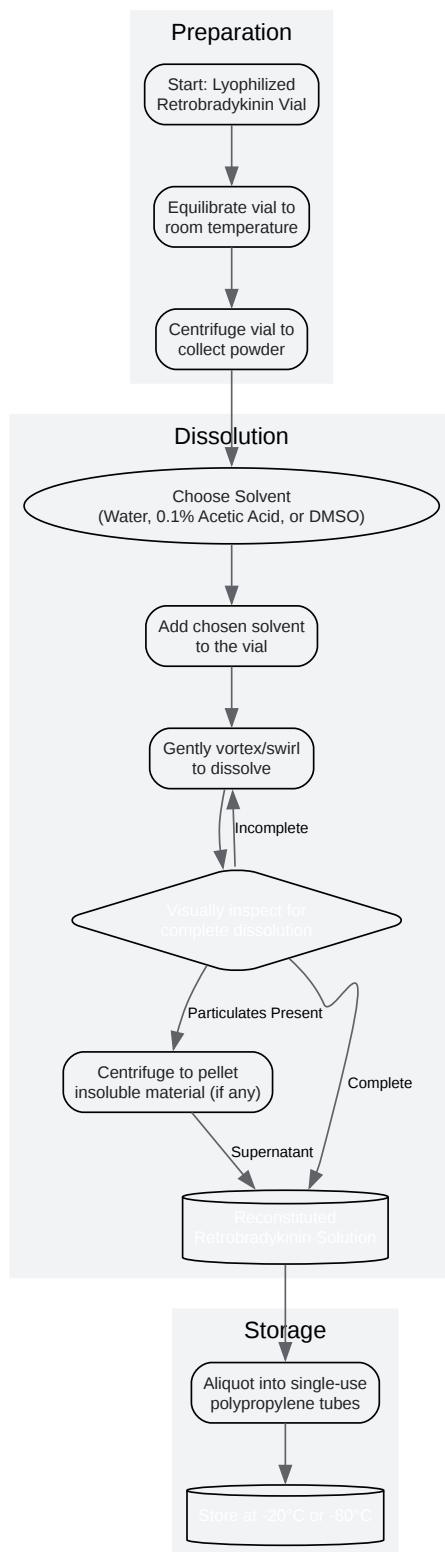 Preparation
Start: Lyophilized
Retrobradykinin Vial
Equilibrate vial to
room temperature
Centrifuge vial to
collect powder
Dissolution
Choose Solvent
(Water, 0.1% Acetic Acid, or DMSO)
Add chosen solvent
to the vial
Gently vortex/swirl
to dissolve
Incomplete
Visually inspect for
complete dissolution
Particulates Present
Centrifuge to pellet
insoluble material (if any)
Complete
Supernatant
Reconstituted
Retrobradykinin Solution
Storage
Aliquot into single-use
polypropylene tubes
Store at -20°C or -80°C